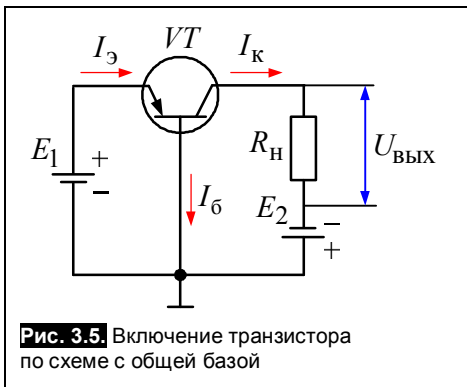 Iэ VT Iк
E1 + − Rн Uвых
Iб E2 − +
Рис. 3.5. Включение транзистора
по схеме с общей базой